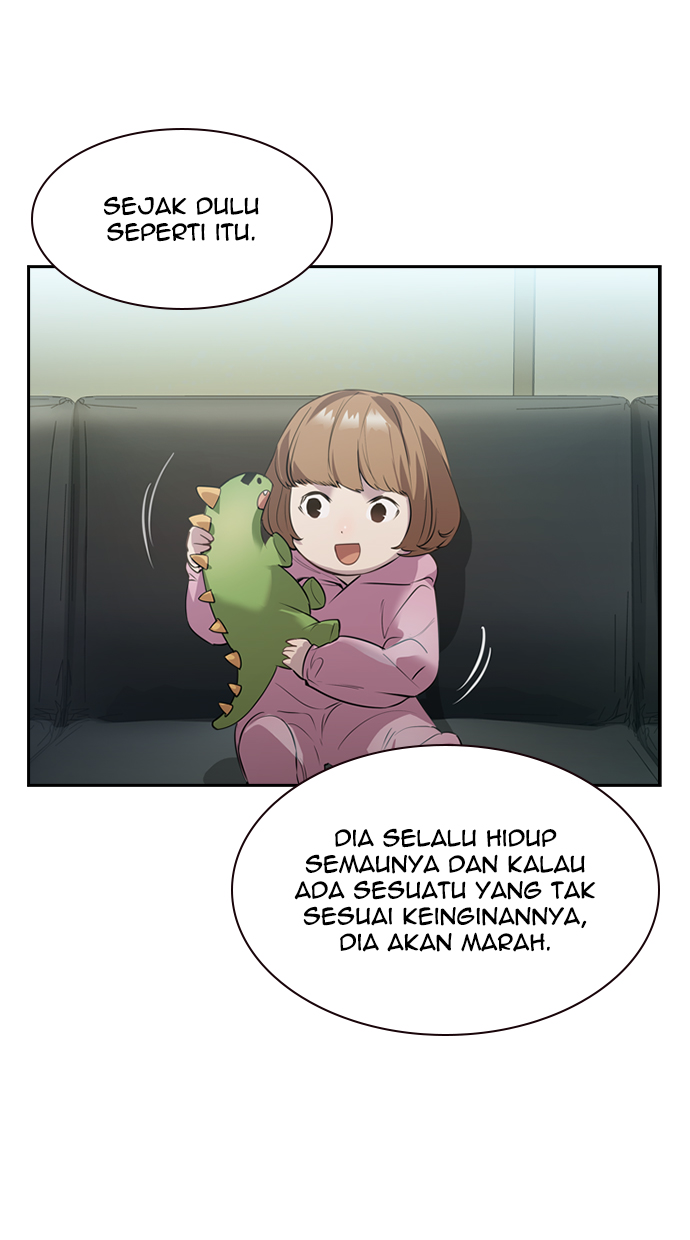 SEJAK DULU
SEPERTI ITU.
DIA SELALU HIDUP
SEMAUNYA DAN KALAU
ADA SESUATU YANG TAK
SESUAI KEINGINANNYA,
DIA AKAN MARAH.